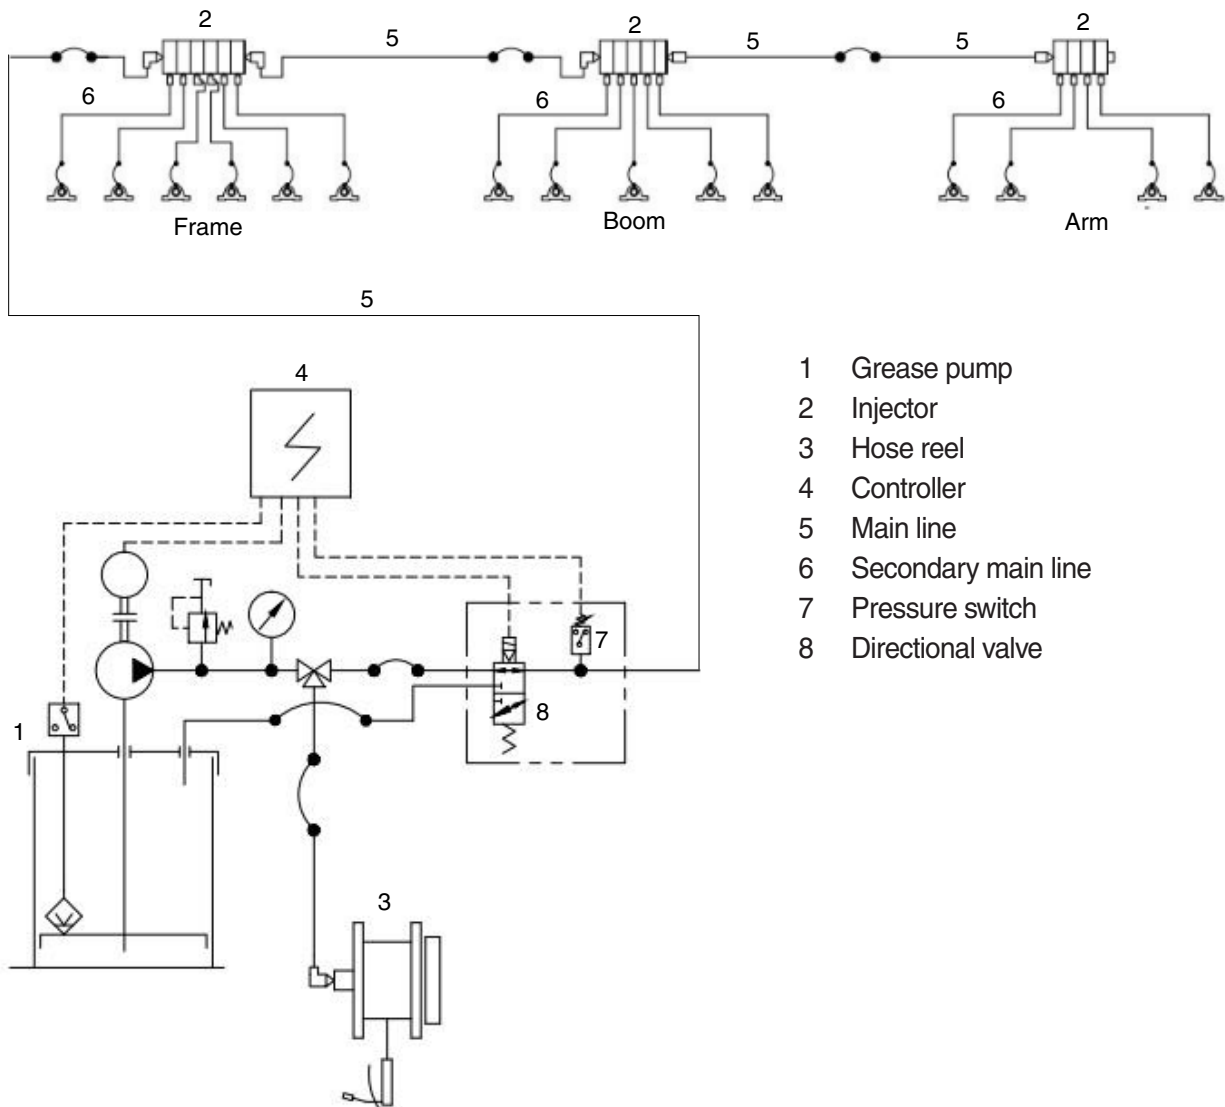 2
5
2
5
5
2
6
6
6
Frame
Boom
Arm
5
4
7
8
1
3
1 Grease pump
2 Injector
3 Hose reel
4 Controller
5 Main line
6 Secondary main line
7 Pressure switch
8 Directional valve